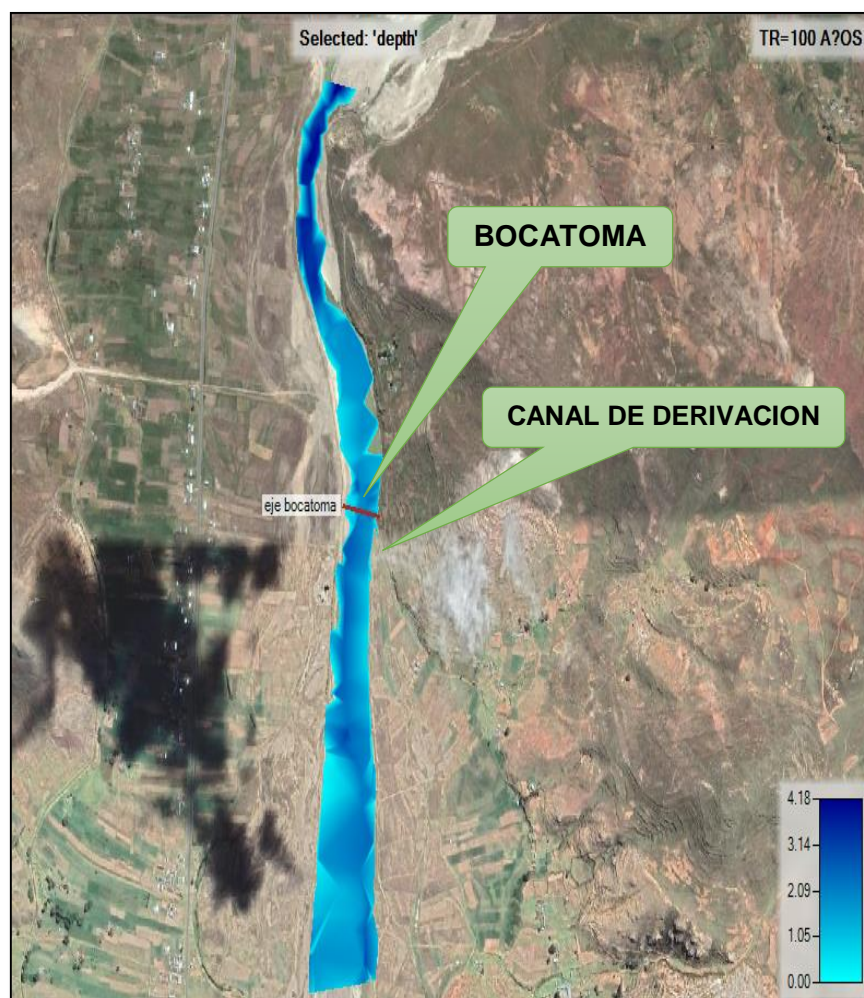 Selected: 'depth'
TR=100 A?OS
BOCATOMA
CANAL DE DERIVACION
eje bocatoma
4.18
3.14
2.09
1.05
0.00